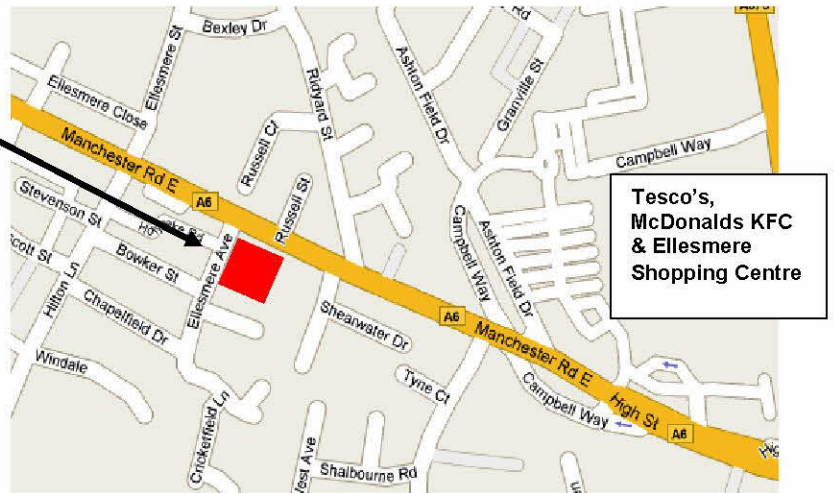 Bexley Dr
Ellesmere St
Ridyard St
Ashton Field Dr
Granville St
Rd
Ellesmere Close
Russell Cl
Russell St
Manchester Rd E
A6
Campbell Way
Tesco's,
McDonalds KFC
& Ellesmere
Shopping Centre
Stevenson St
Bowker St
Ellesmere Ave
Hilton Ln
Chapelfield Dr
Windale
Cricketfield Ln
Shearwater Dr
Tyne Ct
Shalbourne Rd
Campbell Way
Ashton Field Dr
A6
Manchester Rd E
Campbell Way
High St
A6